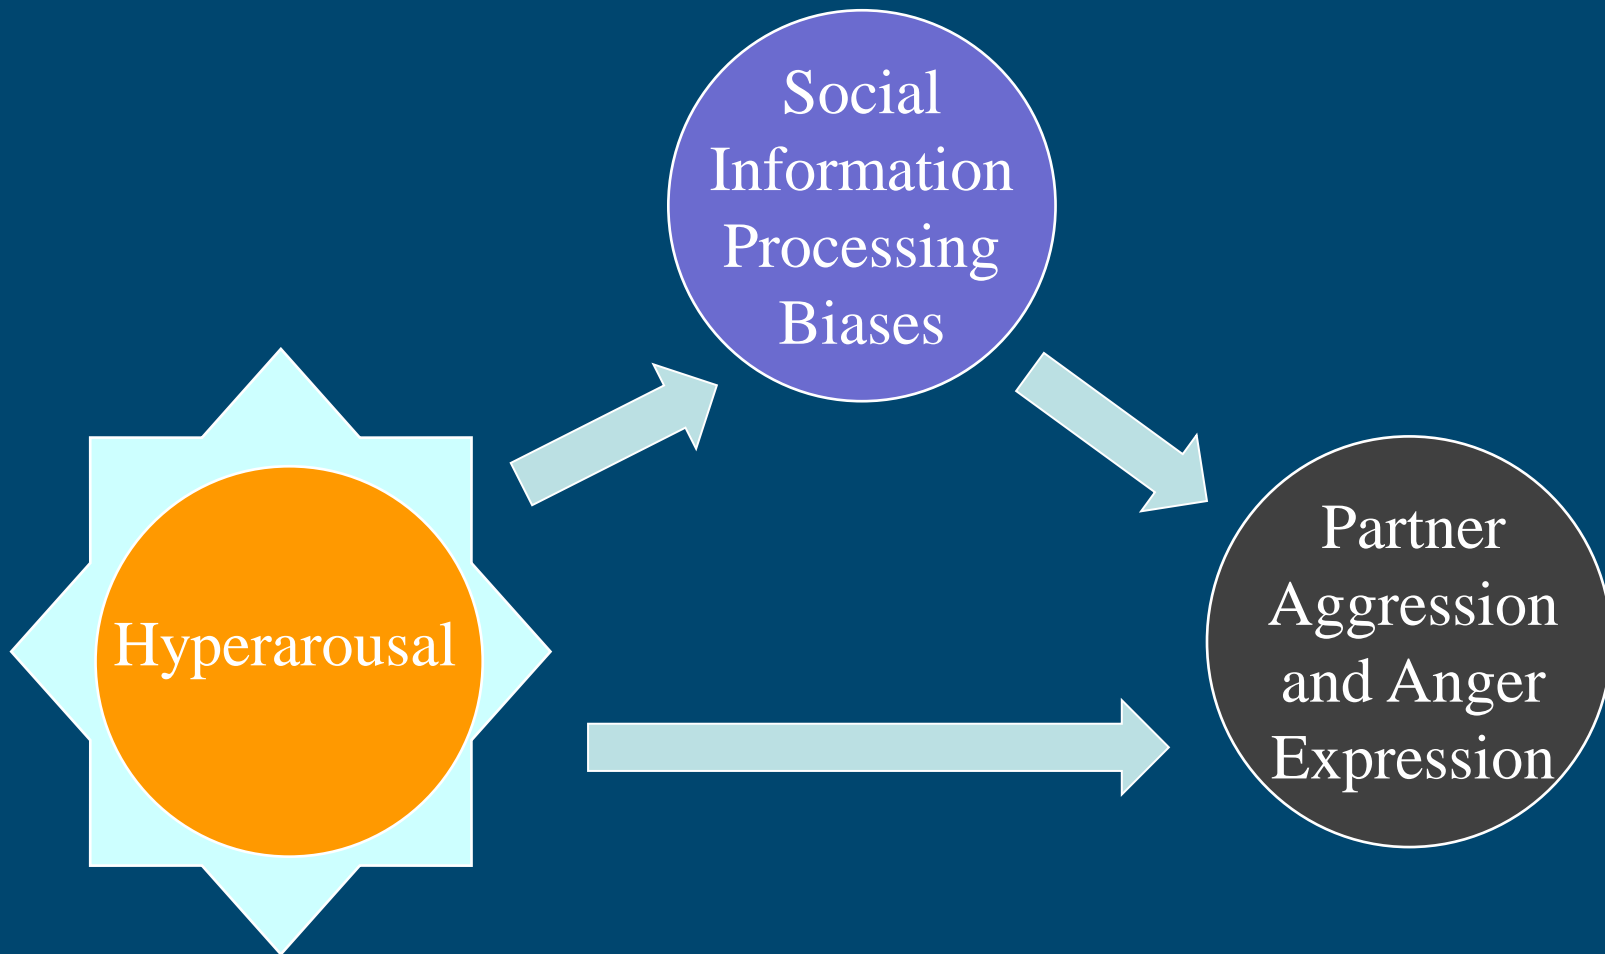 Social
Information
Processing
Biases
Hyperarousal
Partner
Aggression
and Anger
Expression